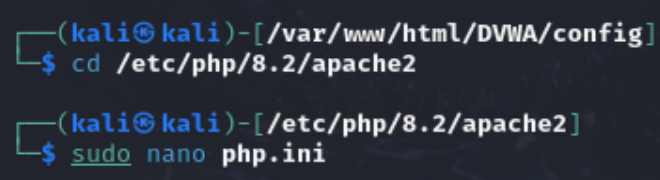 ┌──(kali㉿kali)-[/var/www/html/DVWA/config]
└─$ cd /etc/php/8.2/apache2
┌──(kali㉿kali)-[/etc/php/8.2/apache2]
└─$ sudo nano php.ini